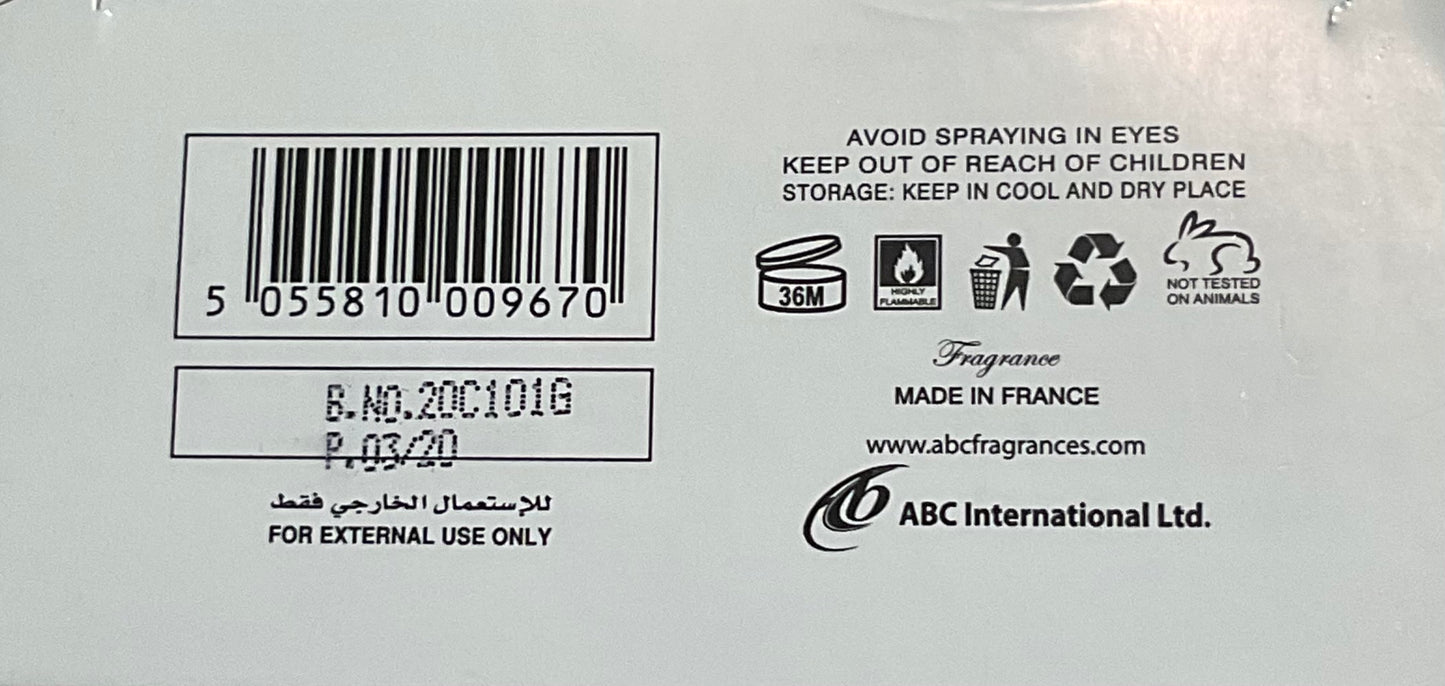 5 055810 009670
B.NO.20C101G
P.03/20
للإستعمال الخارجي فقط
FOR EXTERNAL USE ONLY
AVOID SPRAYING IN EYES
KEEP OUT OF REACH OF CHILDREN
STORAGE: KEEP IN COOL AND DRY PLACE
36M
HIGHLY
FLAMMABLE
NOT TESTED
ON ANIMALS
Fragrance
MADE IN FRANCE
www.abcfragrances.com
ABC International Ltd.